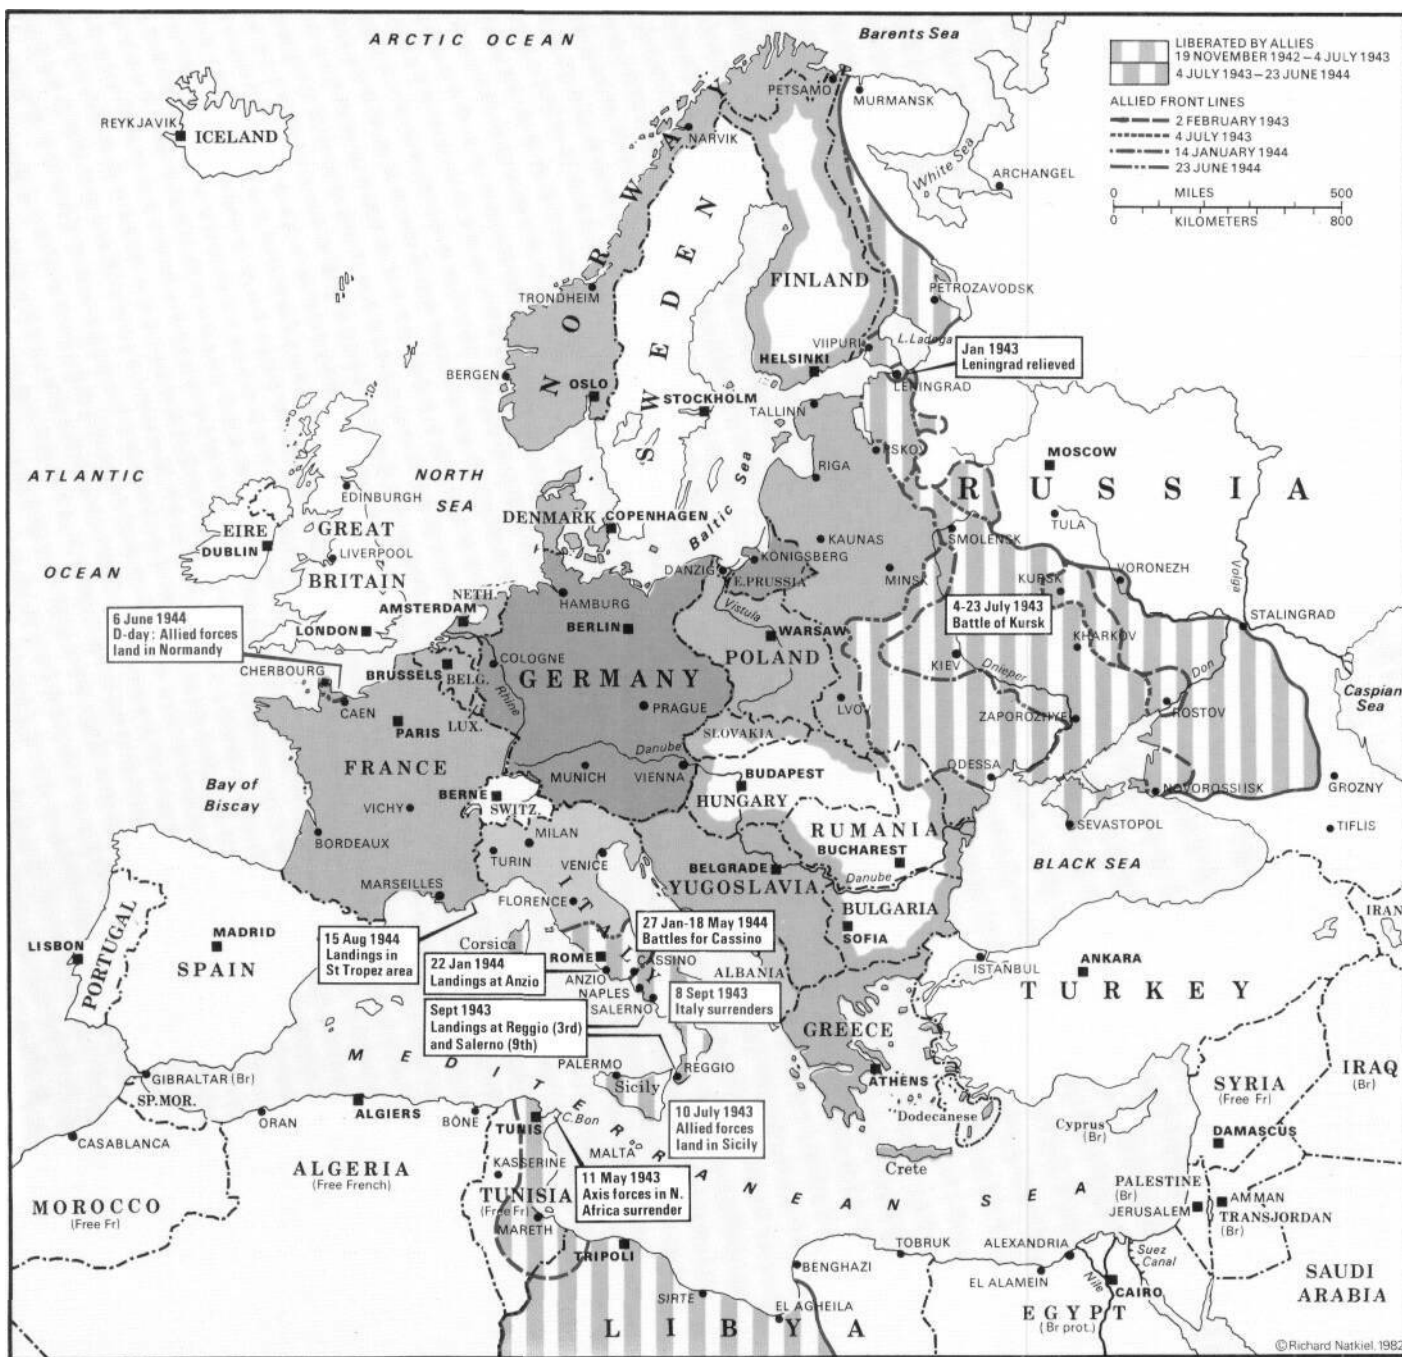 ARCTIC OCEAN
Barents Sea
LIBERATED BY ALLIES
19 NOVEMBER 1942–4 JULY 1943
4 JULY 1943–23 JUNE 1944
ALLIED FRONT LINES
2 FEBRUARY 1943
4 JULY 1943
14 JANUARY 1944
23 JUNE 1944
0 MILES 500
0 KILOMETERS 800
REYKJAVIK
ICELAND
PETSAMO
MURMANSK
NARVIK
White Sea
ARCHANGEL
NORWAY
SWEDEN
FINLAND
TRONDHEIM
PETROZAVODSK
L. Ladoga
VIIPURI
Jan 1943
Leningrad relieved
HELSINKI
LENINGRAD
BERGEN
OSLO
STOCKHOLM
TALLINN
PSKOV
MOSCOW
RUSSIA
ATLANTIC
OCEAN
NORTH
SEA
Baltic Sea
RIGA
EDINBURGH
TULA
EIRE
DUBLIN
GREAT
BRITAIN
LIVERPOOL
DENMARK
COPENHAGEN
KAUNAS
SMOLENSK
KÖNIGSBERG
DANZIG
E.PRUSSIA
MINSK
KURSK
VORONEZH
Volga
STALINGRAD
NETH.
AMSTERDAM
HAMBURG
BERLIN
Vistula
WARSAW
POLAND
4-23 July 1943
Battle of Kursk
KHARKOV
6 June 1944
D-day: Allied forces
land in Normandy
LONDON
CHERBOURG
BRUSSELS
BELG.
COLOGNE
GERMANY
KIEV
Dnieper
Don
Caspian
Sea
CAEN
PARIS
LUX.
Rhine
PRAGUE
LVOV
ZAPOROZHYE
ROSTOV
SLOVAKIA
FRANCE
MUNICH
Danube
VIENNA
BUDAPEST
HUNGARY
ODESSA
NOVOROSSIISK
GROZNY
Bay of
Biscay
VICHY
BERNE
SWITZ.
RUMANIA
BUCHAREST
SEVASTOPOL
TIFLIS
BORDEAUX
MILAN
TURIN
VENICE
BELGRADE
YUGOSLAVIA
Danube
BLACK SEA
MARSEILLES
FLORENCE
ITALY
BULGARIA
SOFIA
IRAN
PORTUGAL
LISBON
MADRID
SPAIN
15 Aug 1944
Landings in
St Tropez area
Corsica
22 Jan 1944
Landings at Anzio
ROME
27 Jan-18 May 1944
Battles for Cassino
CASSINO
ANZIO
NAPLES
SALERNO
ALBANIA
ISTANBUL
ANKARA
TURKEY
8 Sept 1943
Italy surrenders
Sept 1943
Landings at Reggio (3rd)
and Salerno (9th)
GREECE
MEDITERRANEAN SEA
PALERMO
Sicily
REGGIO
ATHENS
Dodecanese
SYRIA
(Free Fr)
IRAQ
(Br)
GIBRALTAR (Br)
SP.MOR.
CASABLANCA
ORAN
ALGIERS
BÔNE
TUNIS
C.Bon
10 July 1943
Allied forces
land in Sicily
Cyprus
(Br)
DAMASCUS
MALTA
Crete
ALGERIA
(Free French)
KASSERINE
TUNISIA
(Free Fr)
11 May 1943
Axis forces in N.
Africa surrender
PALESTINE
(Br)
JERUSALEM
AMMAN
TRANSJORDAN
(Br)
MOROCCO
(Free Fr)
MARETH
TRIPOLI
TOBRUK
ALEXANDRIA
Suez
Canal
BENGHAZI
EL ALAMEIN
Nile
CAIRO
SAUDI
ARABIA
SIRTE
EL AGHEILA
LIBYA
EGYPT
(Br prot.)
©Richard Natkiel, 1982